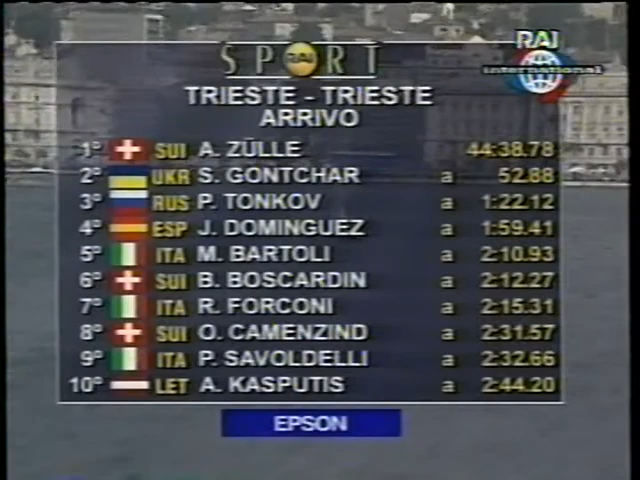 SPORT
RAI
RAI
international
TRIESTE - TRIESTE
ARRIVO
1° SUI A. ZÜLLE 44:38.78
2° UKR S. GONTCHAR a 52.88
3° RUS P. TONKOV a 1:22.12
4° ESP J. DOMINGUEZ a 1:59.41
5° ITA M. BARTOLI a 2:10.93
6° SUI B. BOSCARDIN a 2:12.27
7° ITA R. FORCONI a 2:15.31
8° SUI O. CAMENZIND a 2:31.57
9° ITA P. SAVOLDELLI a 2:32.66
10° LET A. KASPUTIS a 2:44.20
EPSON